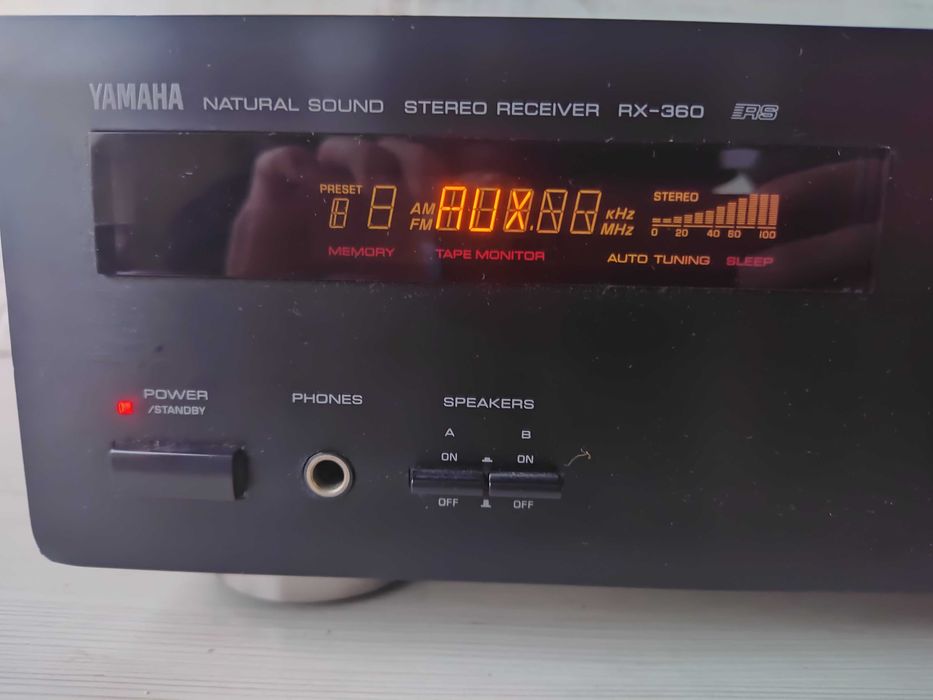 YAMAHA NATURAL SOUND STEREO RECEIVER RX-360 RS
PRESET
AM AUX kHz
FM MHz
STEREO
0 20 40 60 100
MEMORY TAPE MONITOR AUTO TUNING SLEEP
POWER
/STANDBY
PHONES
SPEAKERS
A B
ON ON
OFF OFF